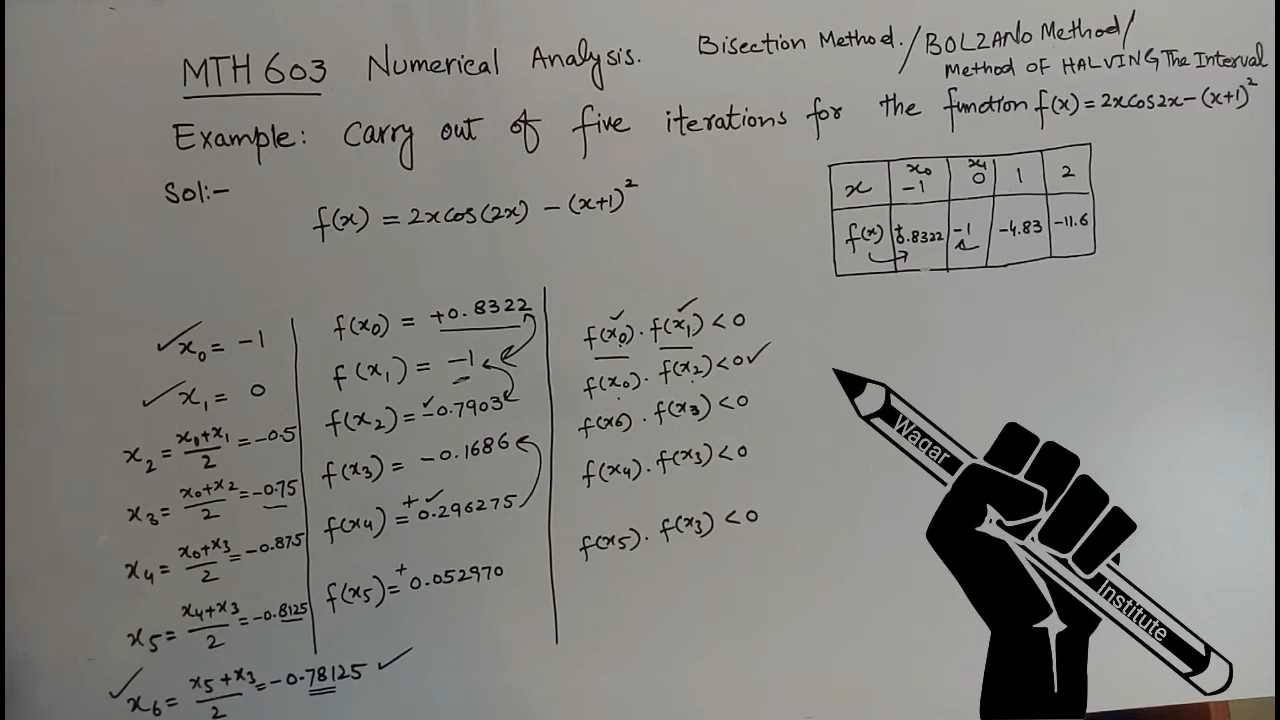 MTH603 Numerical Analysis. Bisection Method./BOLZANO Method/
Method OF HALVING The Interval
Example: Carry out of five iterations for the function f(x) = 2xcos2x - (x+1)²
Sol:-
f(x) = 2xcos(2x) - (x+1)²
x | x₀ -1 | x₁ 0 | 1 | 2
f(x) | +0.8322 | -1 | -4.83 | -11.6
✓x₀ = -1
✓x₁ = 0
x₂ = (x₀+x₁)/2 = -0.5
x₃ = (x₀+x₂)/2 = -0.75
x₄ = (x₀+x₃)/2 = -0.875
x₅ = (x₄+x₃)/2 = -0.8125
✓x₆ = (x₅+x₃)/2 = -0.78125 ✓
f(x₀) = +0.8322
f(x₁) = -1
f(x₂) = -0.7903
f(x₃) = -0.1686
f(x₄) = +0.296275
f(x₅) = +0.052970
f(x₀).f(x₁)<0
f(x₀).f(x₂)<0✓
f(x₀).f(x₃)<0
f(x₄).f(x₃)<0
f(x₅).f(x₃)<0
Waqar
Institute